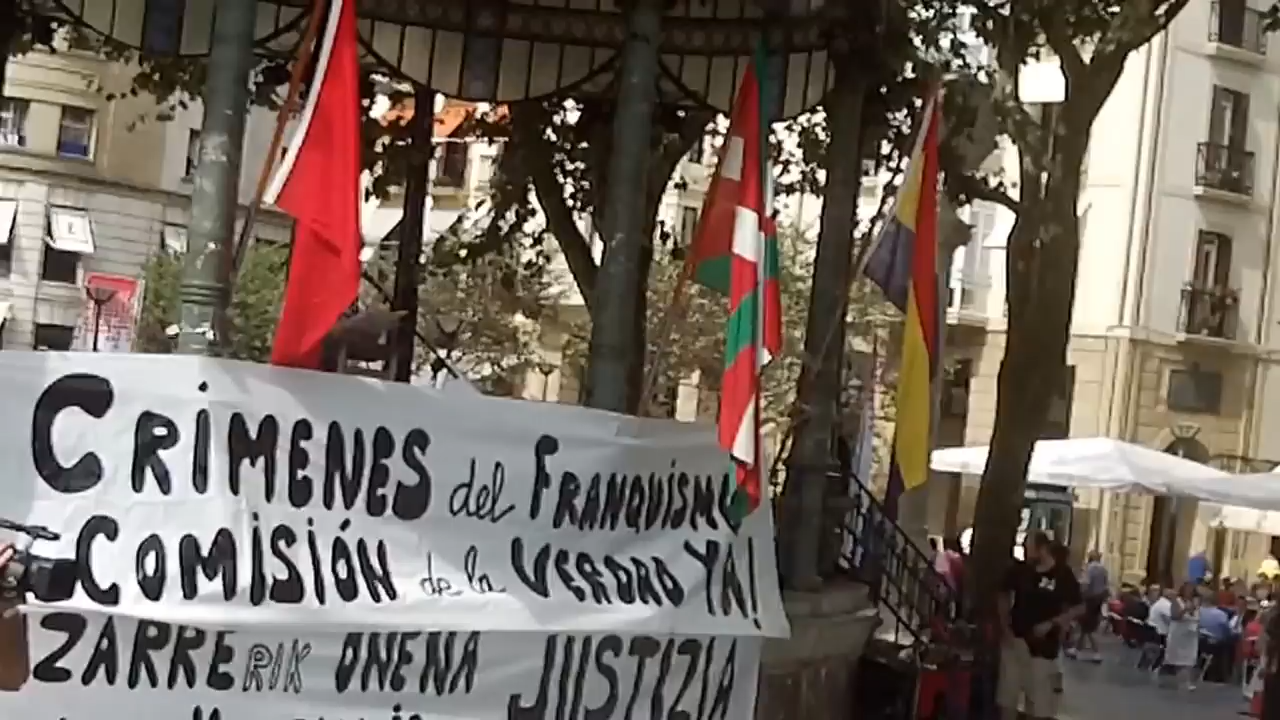 CRiMENES del FRANQUiSMO
COMiSiÓN de la VERDAD YA!
ZARRERIK ONENA JUSTIZIA